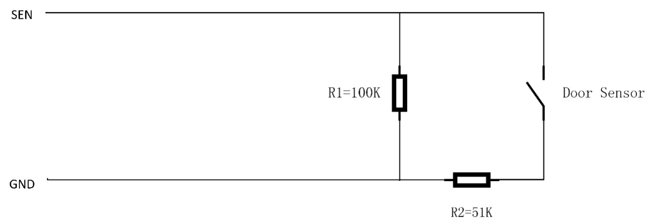 SEN
R1=100K
Door Sensor
GND
R2=51K